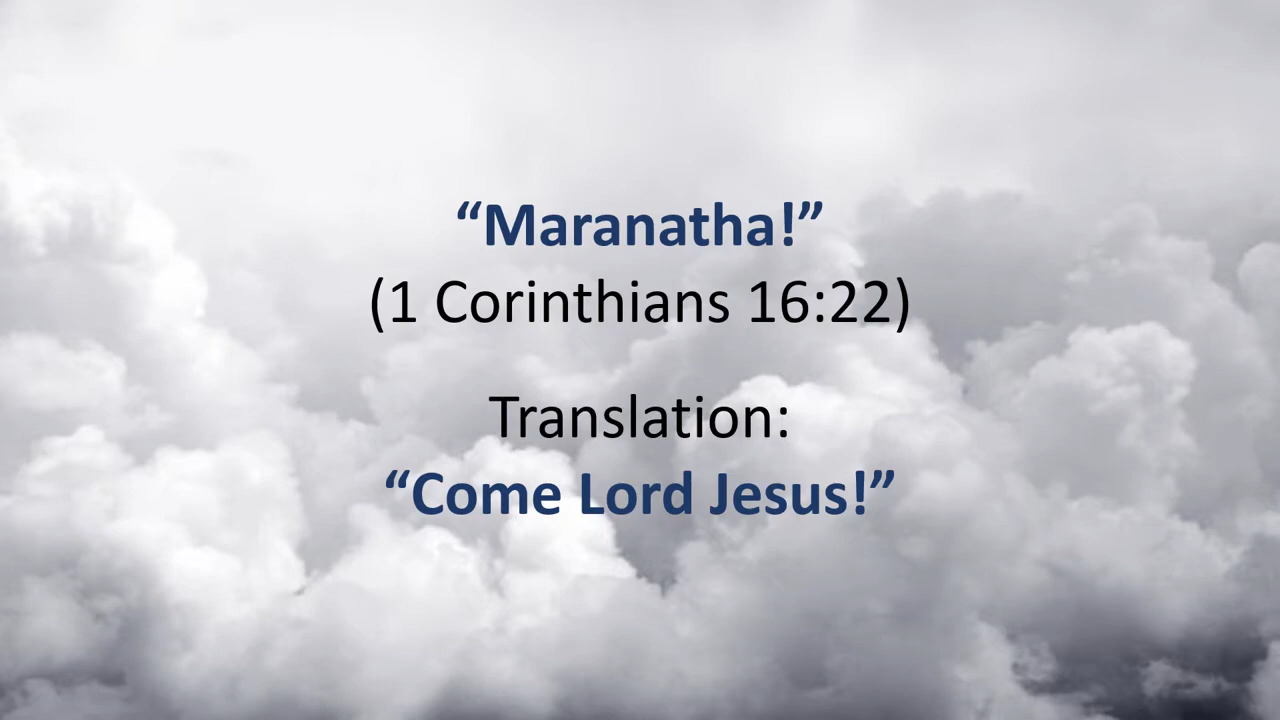 “Maranatha!”
(1 Corinthians 16:22)
Translation:
“Come Lord Jesus!”